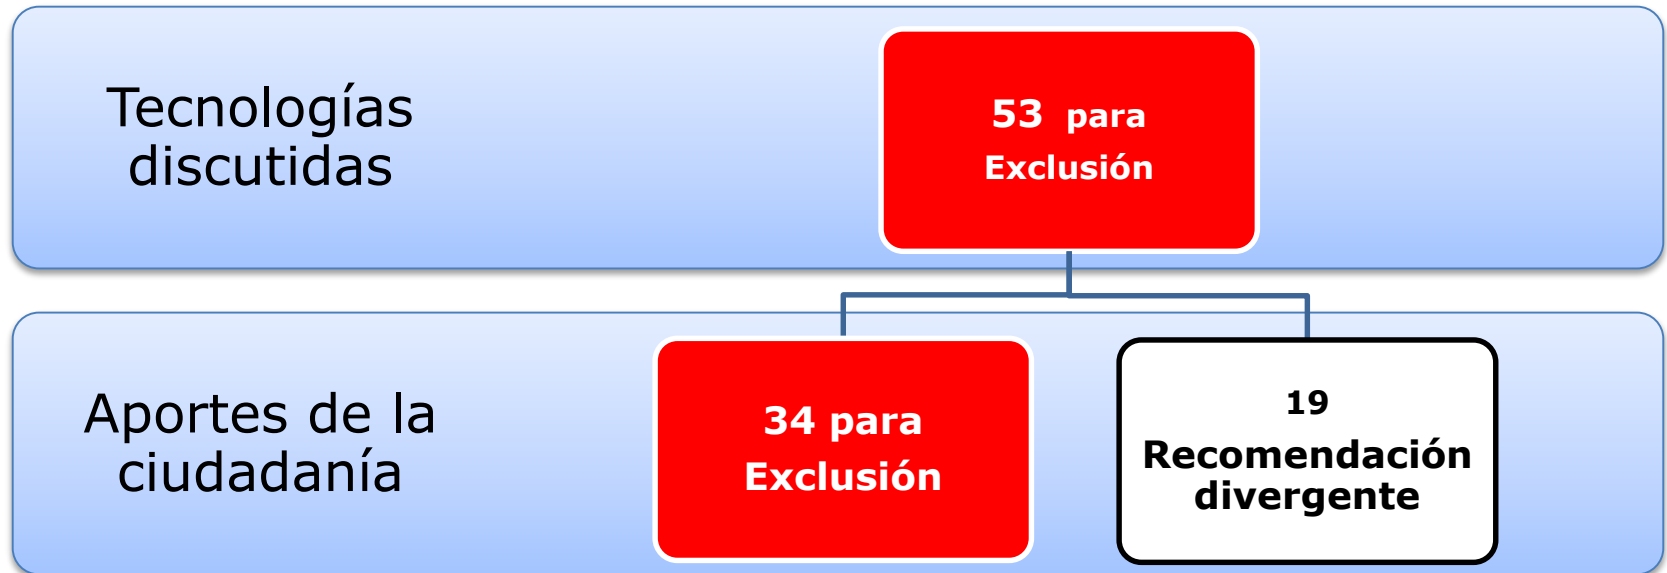 Tecnologías
discutidas
53 para
Exclusión
Aportes de la
ciudadanía
34 para
Exclusión
19
Recomendación
divergente